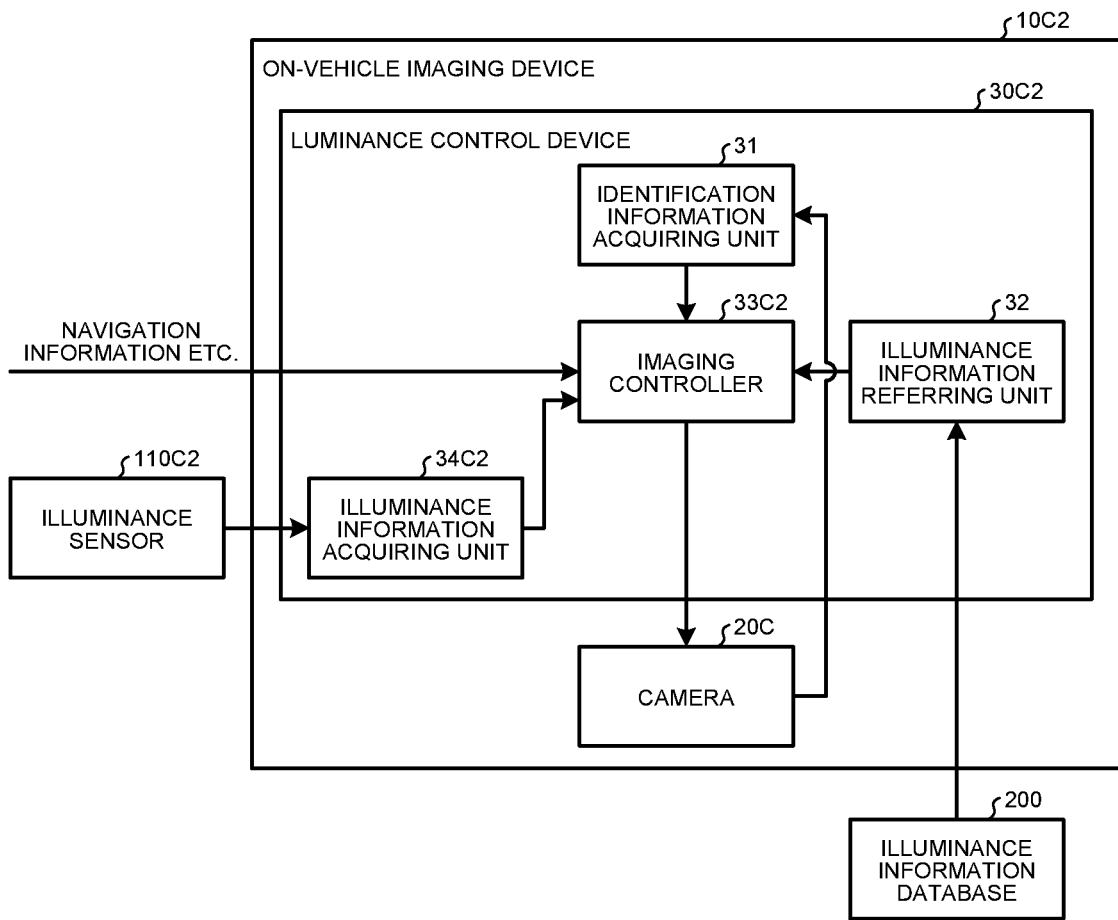 10C2
ON-VEHICLE IMAGING DEVICE
30C2
LUMINANCE CONTROL DEVICE
31
IDENTIFICATION
INFORMATION
ACQUIRING UNIT
33C2
32
NAVIGATION
INFORMATION ETC.
IMAGING
CONTROLLER
ILLUMINANCE
INFORMATION
REFERRING UNIT
110C2
34C2
ILLUMINANCE
SENSOR
ILLUMINANCE
INFORMATION
ACQUIRING UNIT
20C
CAMERA
200
ILLUMINANCE
INFORMATION
DATABASE